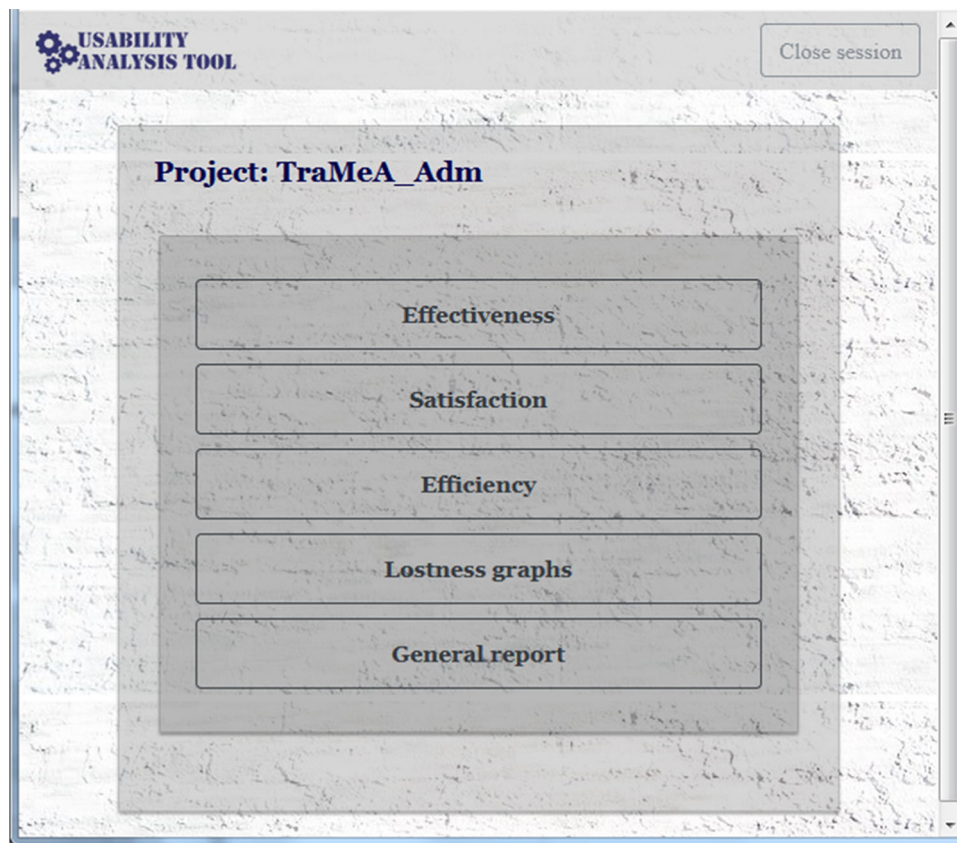 USABILITY
ANALYSIS TOOL
Close session
Project: TraMeA_Adm
Effectiveness
Satisfaction
Efficiency
Lostness graphs
General report